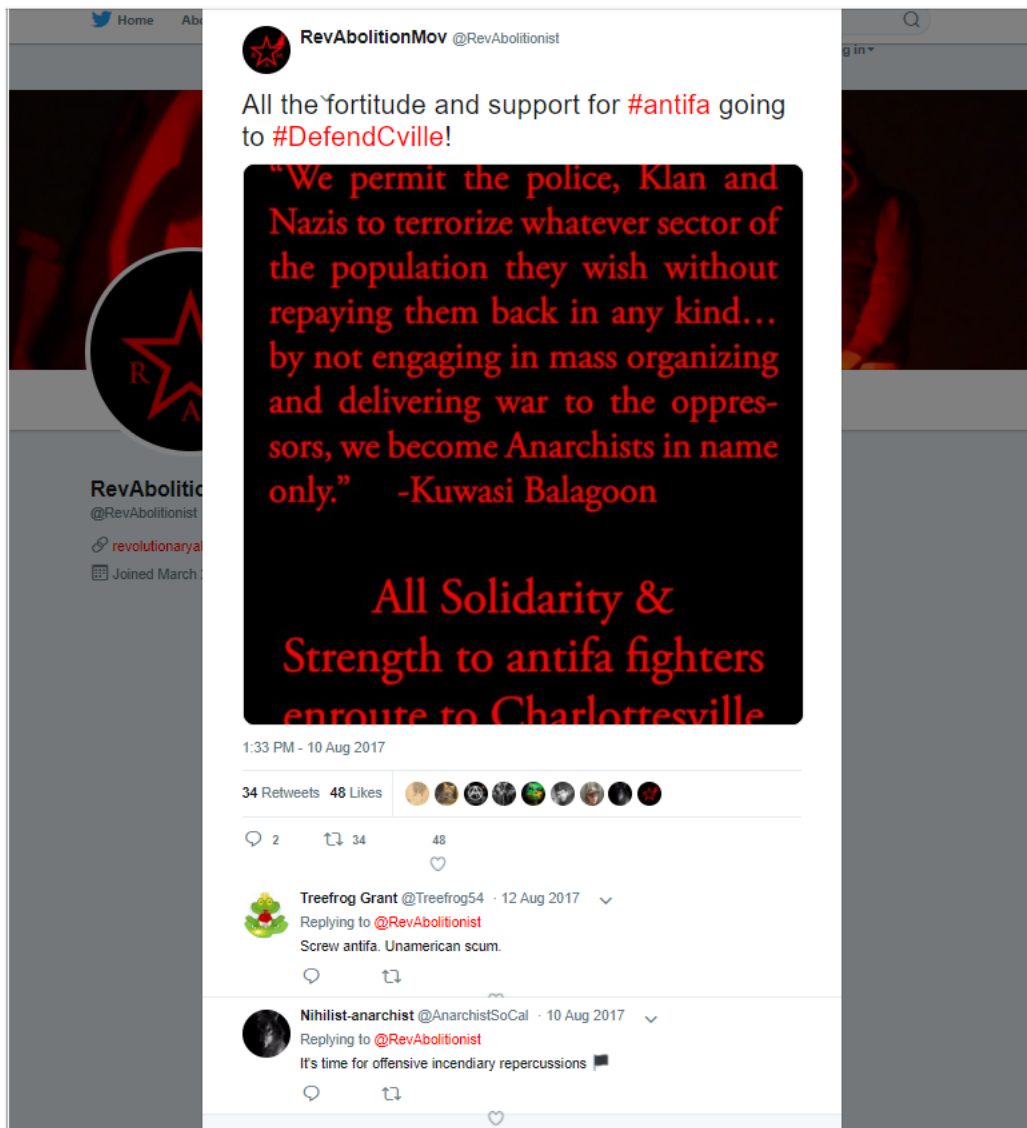 Home
RevAbolitionMov @RevAbolitionist
All the fortitude and support for #antifa going
to #DefendCville!
"We permit the police, Klan and
Nazis to terrorize whatever sector of
the population they wish without
repaying them back in any kind...
by not engaging in mass organizing
and delivering war to the oppres-
sors, we become Anarchists in name
only." -Kuwasi Balagoon
All Solidarity &
Strength to antifa fighters
enroute to Charlottesville
R
A
RevAbolitio
@RevAbolitionist
revolutionarya
Joined March
1:33 PM - 10 Aug 2017
34 Retweets 48 Likes
2 34 48
Treefrog Grant @Treefrog54 · 12 Aug 2017
Replying to @RevAbolitionist
Screw antifa. Unamerican scum.
Nihilist-anarchist @AnarchistSoCal · 10 Aug 2017
Replying to @RevAbolitionist
It's time for offensive incendiary repercussions